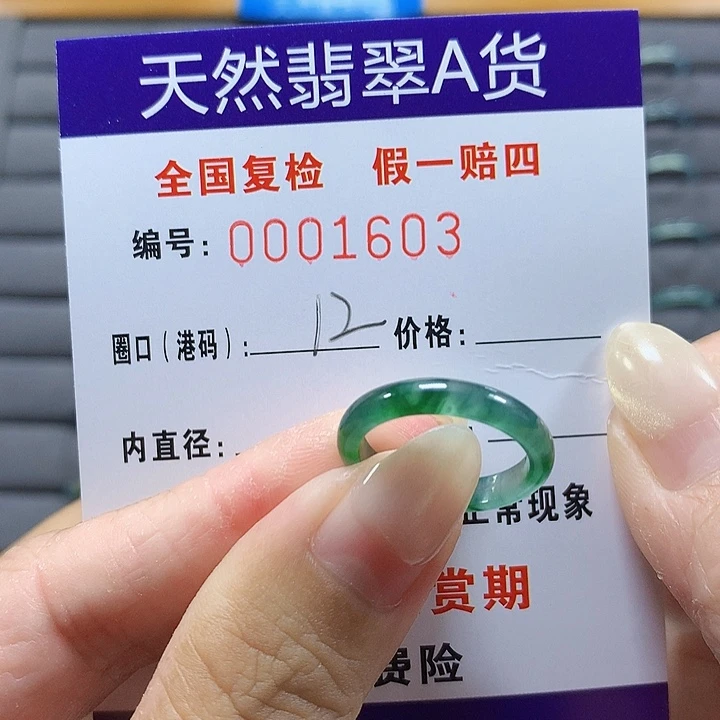 天然翡翠A货
全国复检 假一赔四
编号: 0001603
圈口(港码): 12 价格:
内直径:
正常现象
赏期
费险